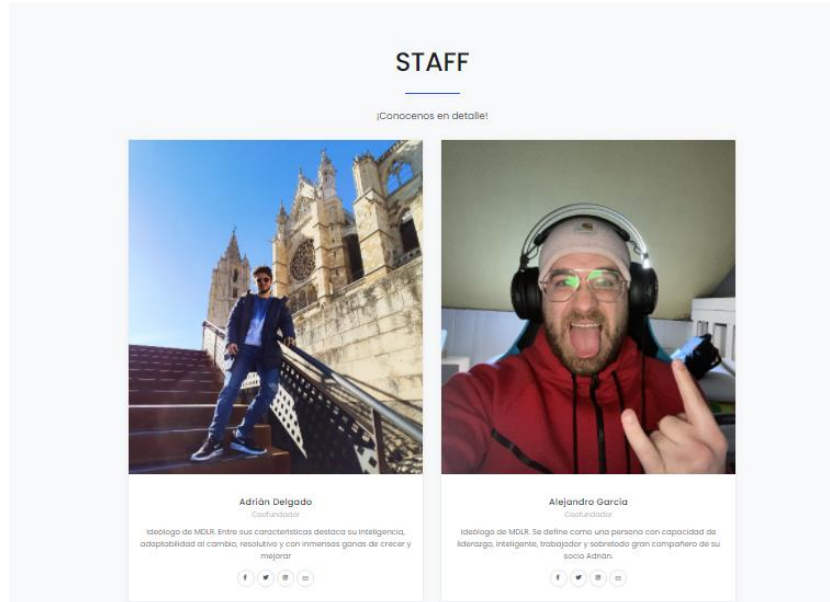 STAFF
¡Conocenos en detalle!
Adrián Delgado
Coofundador
Ideólogo de MDLR. Entre sus características destaca su inteligencia,
adaptabilidad al cambio, resolutivo y con inmensas ganas de crecer y
mejorar
Alejandro García
Coofundador
Ideólogo de MDLR. Se define como una persona con capacidad de
liderazgo, inteligente, trabajador y sobretodo gran compañero de su
socio Adrián.